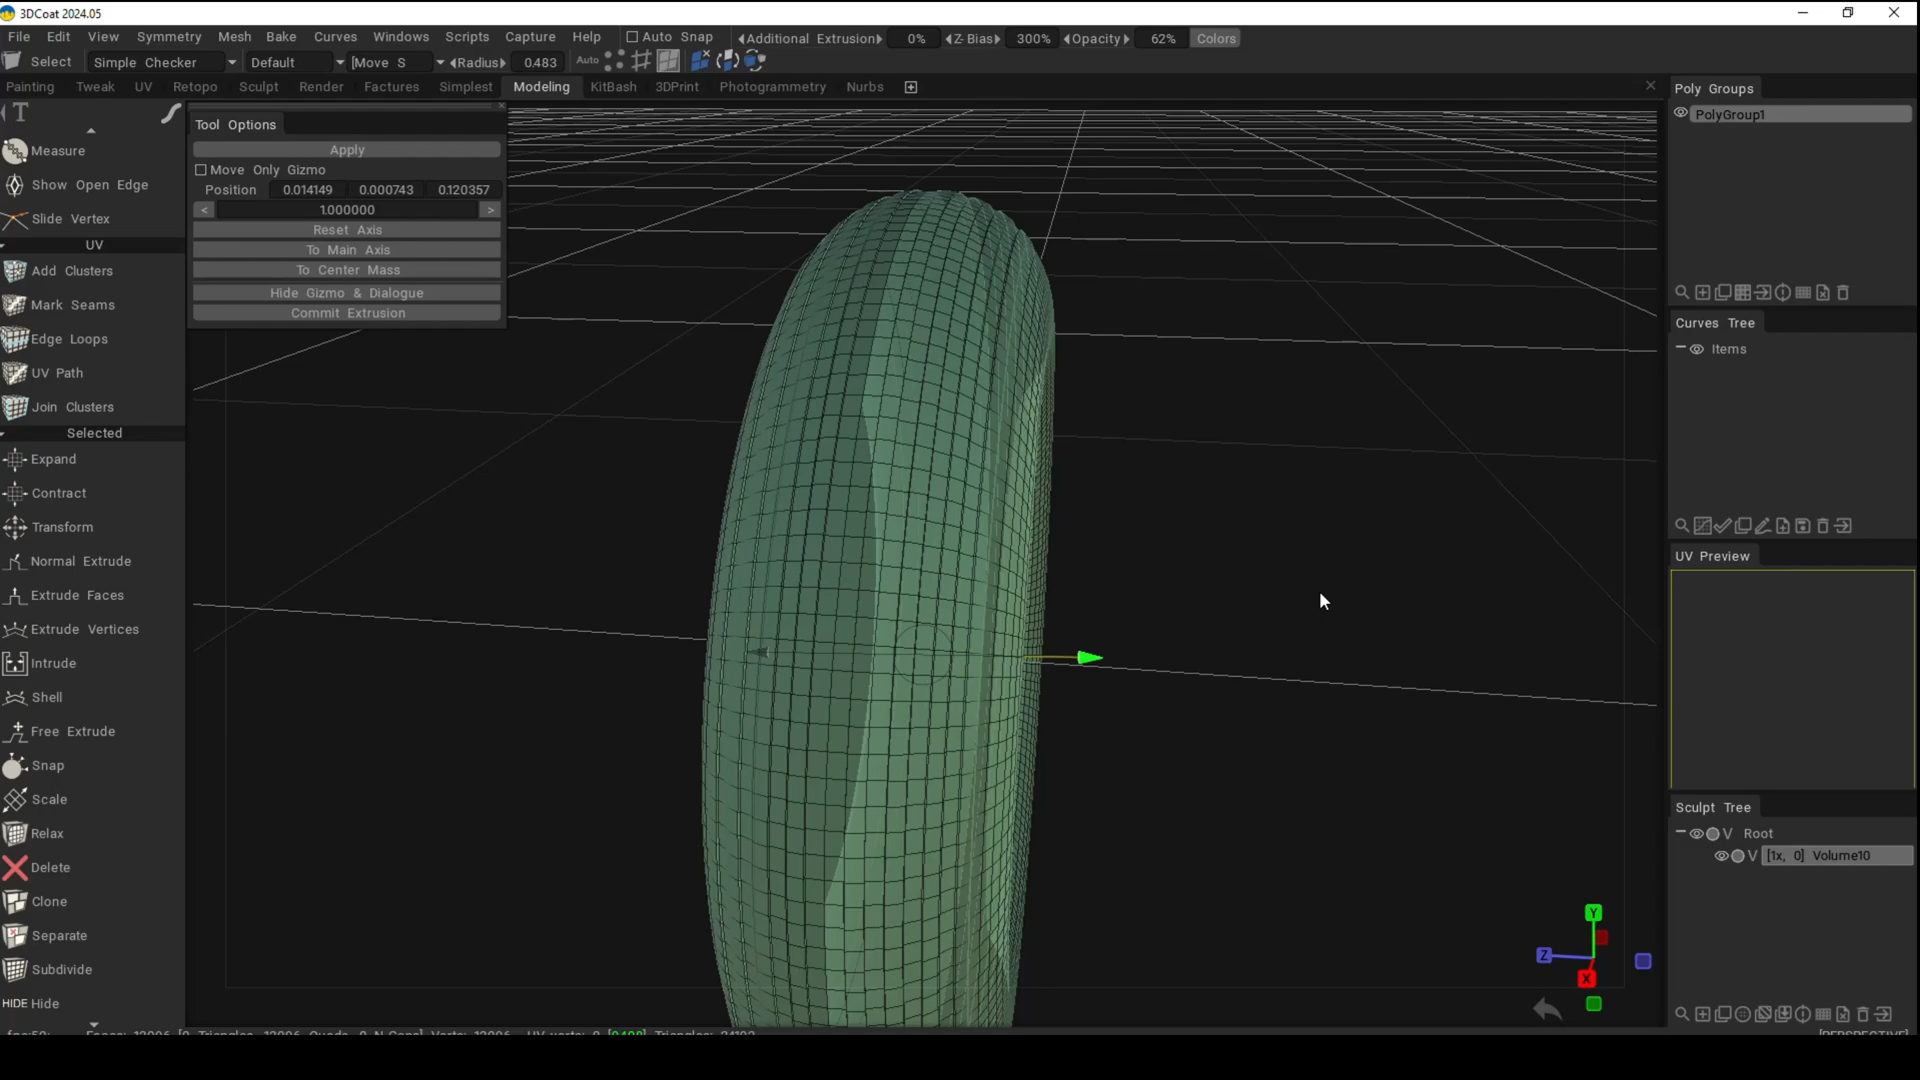 3DCoat 2024.05
File Edit View Symmetry Mesh Bake Curves Windows Scripts Capture Help Auto Snap Additional Extrusion 0% Z-Bias 300% Opacity 62% Colors
Select Simple Checker Default [Move S Radius 0.483 Auto
Painting Tweak UV Retopo Sculpt Render Factures Simplest Modeling KitBash 3DPrint Photogrammetry Nurbs
T
Measure
Show Open Edge
Slide Vertex
UV
Add Clusters
Mark Seams
Edge Loops
UV Path
Join Clusters
Selected
Expand
Contract
Transform
Normal Extrude
Extrude Faces
Extrude Vertices
Intrude
Shell
Free Extrude
Snap
Scale
Relax
Delete
Clone
Separate
Subdivide
HIDE Hide
Tool Options
Apply
Move Only Gizmo
Position 0.014149 0.000743 0.120357
< 1.000000 >
Reset Axis
To Main Axis
To Center Mass
Hide Gizmo & Dialogue
Commit Extrusion
Poly Groups
PolyGroup1
Curves Tree
Items
UV Preview
Sculpt Tree
V Root
V [1x, 0] Volume10
Y
Z
X